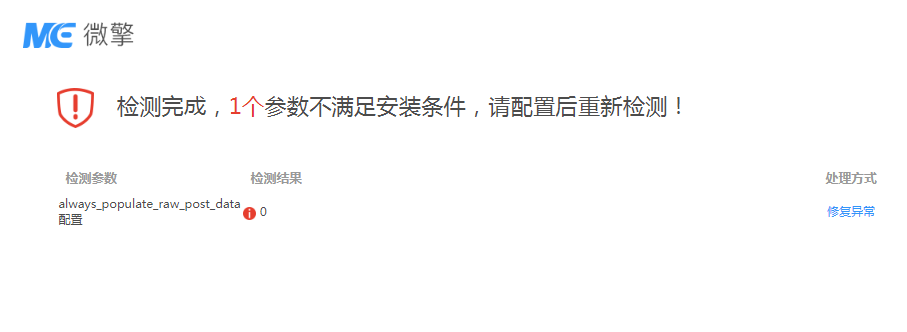 ME 微擎
检测完成，1个参数不满足安装条件，请配置后重新检测！
检测参数 检测结果 处理方式
always_populate_raw_post_data
配置
0 修复异常